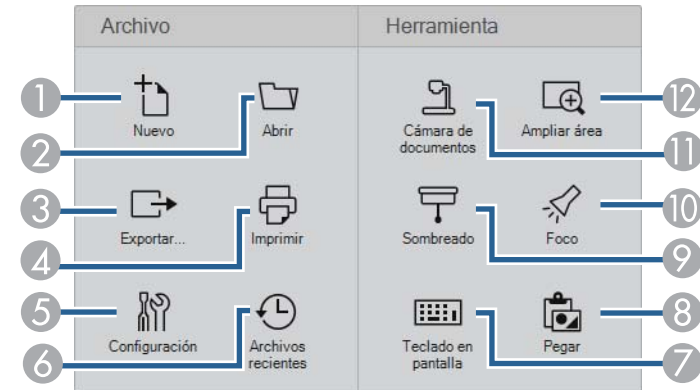 Archivo
Herramienta
1
Nuevo
2
Abrir
Cámara de
documentos
11
Ampliar área
12
3
Exportar...
4
Imprimir
Sombreado
9
Foco
10
5
Configuración
6
Archivos
recientes
Teclado en
pantalla
7
Pegar
8